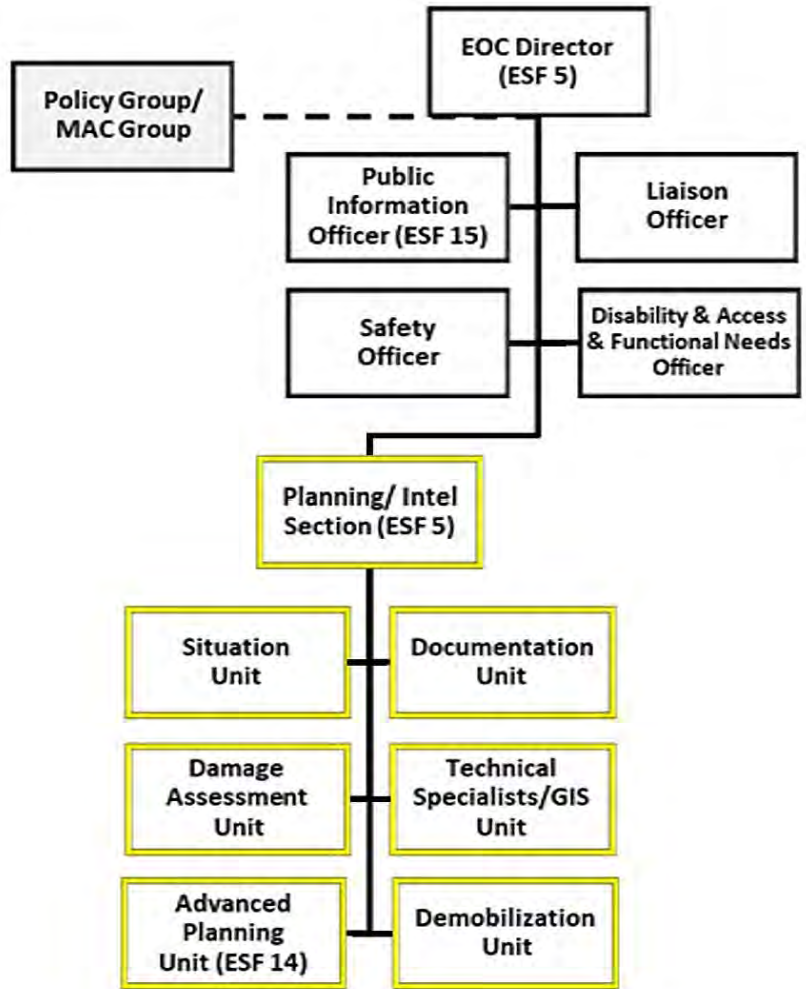 EOC Director
(ESF 5)
Policy Group/
MAC Group
Public
Information
Officer (ESF 15)
Liaison
Officer
Safety
Officer
Disability & Access
& Functional Needs
Officer
Planning/ Intel
Section (ESF 5)
Situation
Unit
Documentation
Unit
Damage
Assessment
Unit
Technical
Specialists/GIS
Unit
Advanced
Planning
Unit (ESF 14)
Demobilization
Unit